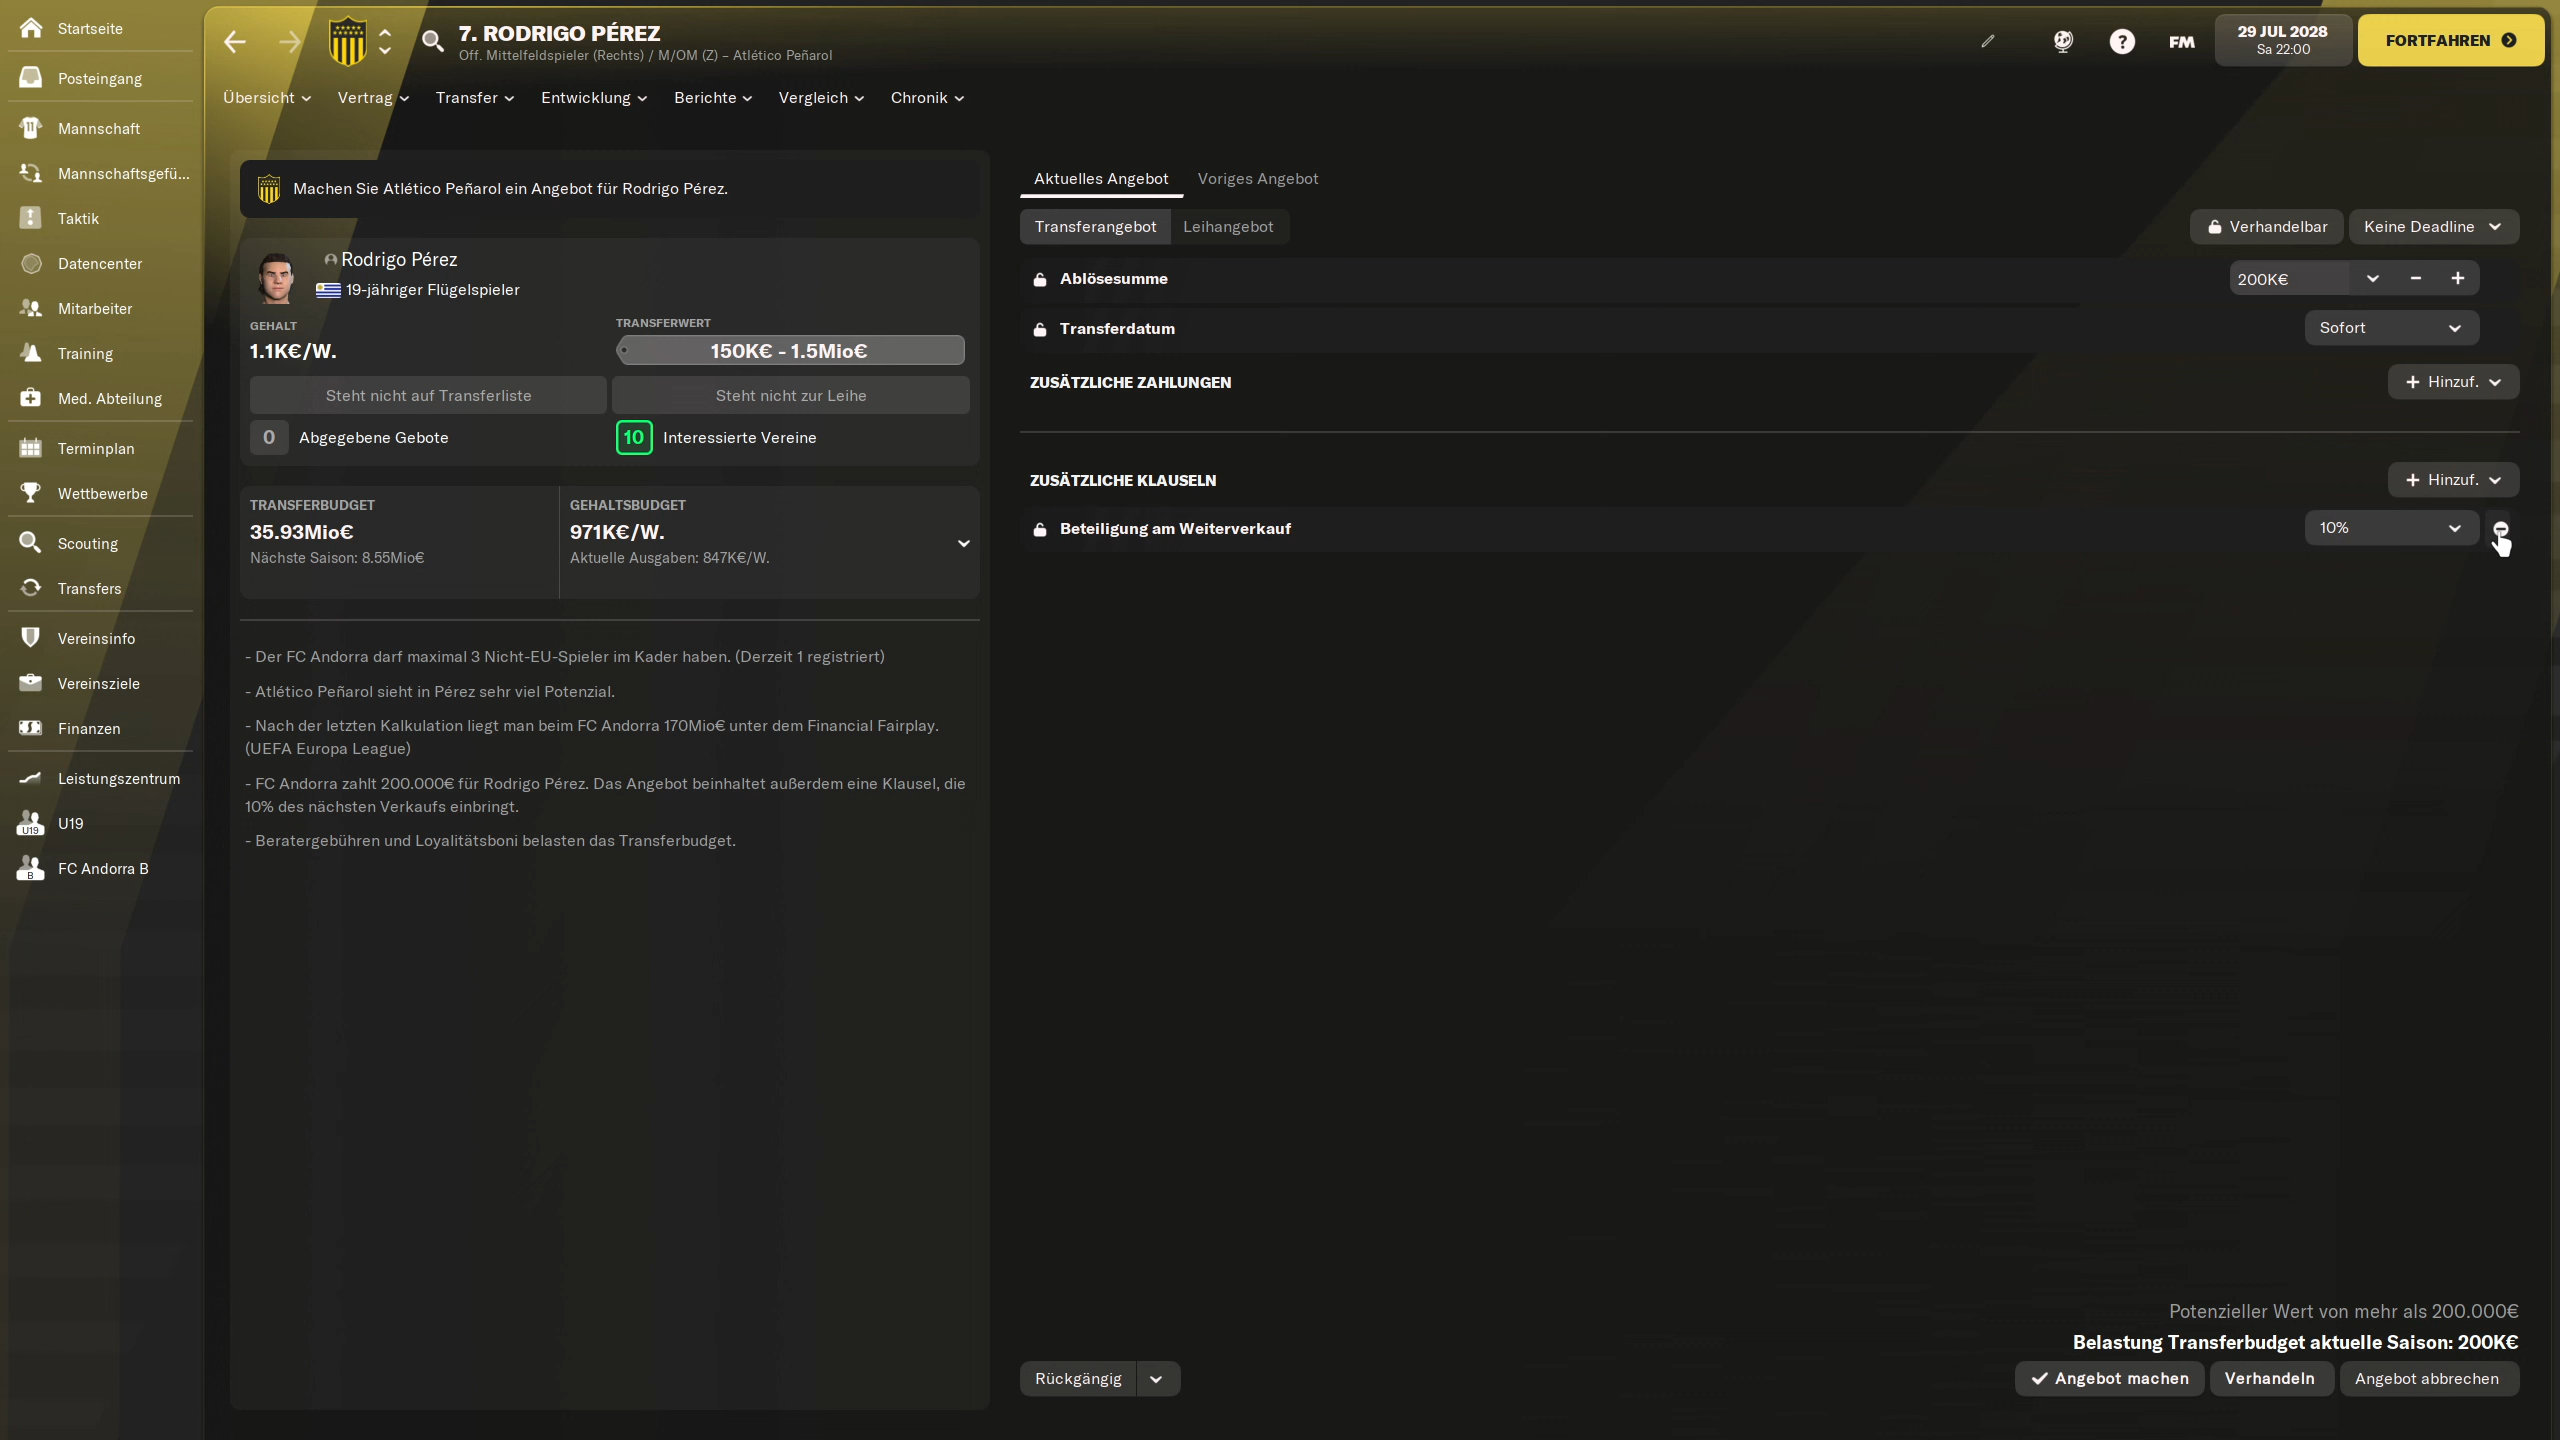 Startseite
Posteingang
Mannschaft
Mannschaftsgefü...
Taktik
Datencenter
Mitarbeiter
Training
Med. Abteilung
Terminplan
Wettbewerbe
Scouting
Transfers
Vereinsinfo
Vereinsziele
Finanzen
Leistungszentrum
U19
U19
B
FC Andorra B
7. RODRIGO PÉREZ
Off. Mittelfeldspieler (Rechts) / M/OM (Z) – Atlético Peñarol
?
FM
29 JUL 2028
Sa 22:00
FORTFAHREN
Übersicht
Vertrag
Transfer
Entwicklung
Berichte
Vergleich
Chronik
Machen Sie Atlético Peñarol ein Angebot für Rodrigo Pérez.
Rodrigo Pérez
19-jähriger Flügelspieler
GEHALT
1.1K€/W.
TRANSFERWERT
150K€ - 1.5Mio€
Steht nicht auf Transferliste
Steht nicht zur Leihe
0 Abgegebene Gebote
10 Interessierte Vereine
TRANSFERBUDGET
35.93Mio€
Nächste Saison: 8.55Mio€
GEHALTSBUDGET
971K€/W.
Aktuelle Ausgaben: 847K€/W.
- Der FC Andorra darf maximal 3 Nicht-EU-Spieler im Kader haben. (Derzeit 1 registriert)
- Atlético Peñarol sieht in Pérez sehr viel Potenzial.
- Nach der letzten Kalkulation liegt man beim FC Andorra 170Mio€ unter dem Financial Fairplay.
(UEFA Europa League)
- FC Andorra zahlt 200.000€ für Rodrigo Pérez. Das Angebot beinhaltet außerdem eine Klausel, die
10% des nächsten Verkaufs einbringt.
- Beratergebühren und Loyalitätsboni belasten das Transferbudget.
Aktuelles Angebot
Voriges Angebot
Transferangebot
Leihangebot
Verhandelbar
Keine Deadline
Ablösesumme
200K€
Transferdatum
Sofort
ZUSÄTZLICHE ZAHLUNGEN
+ Hinzuf.
ZUSÄTZLICHE KLAUSELN
+ Hinzuf.
Beteiligung am Weiterverkauf
10%
Potenzieller Wert von mehr als 200.000€
Belastung Transferbudget aktuelle Saison: 200K€
Rückgängig
Angebot machen
Verhandeln
Angebot abbrechen